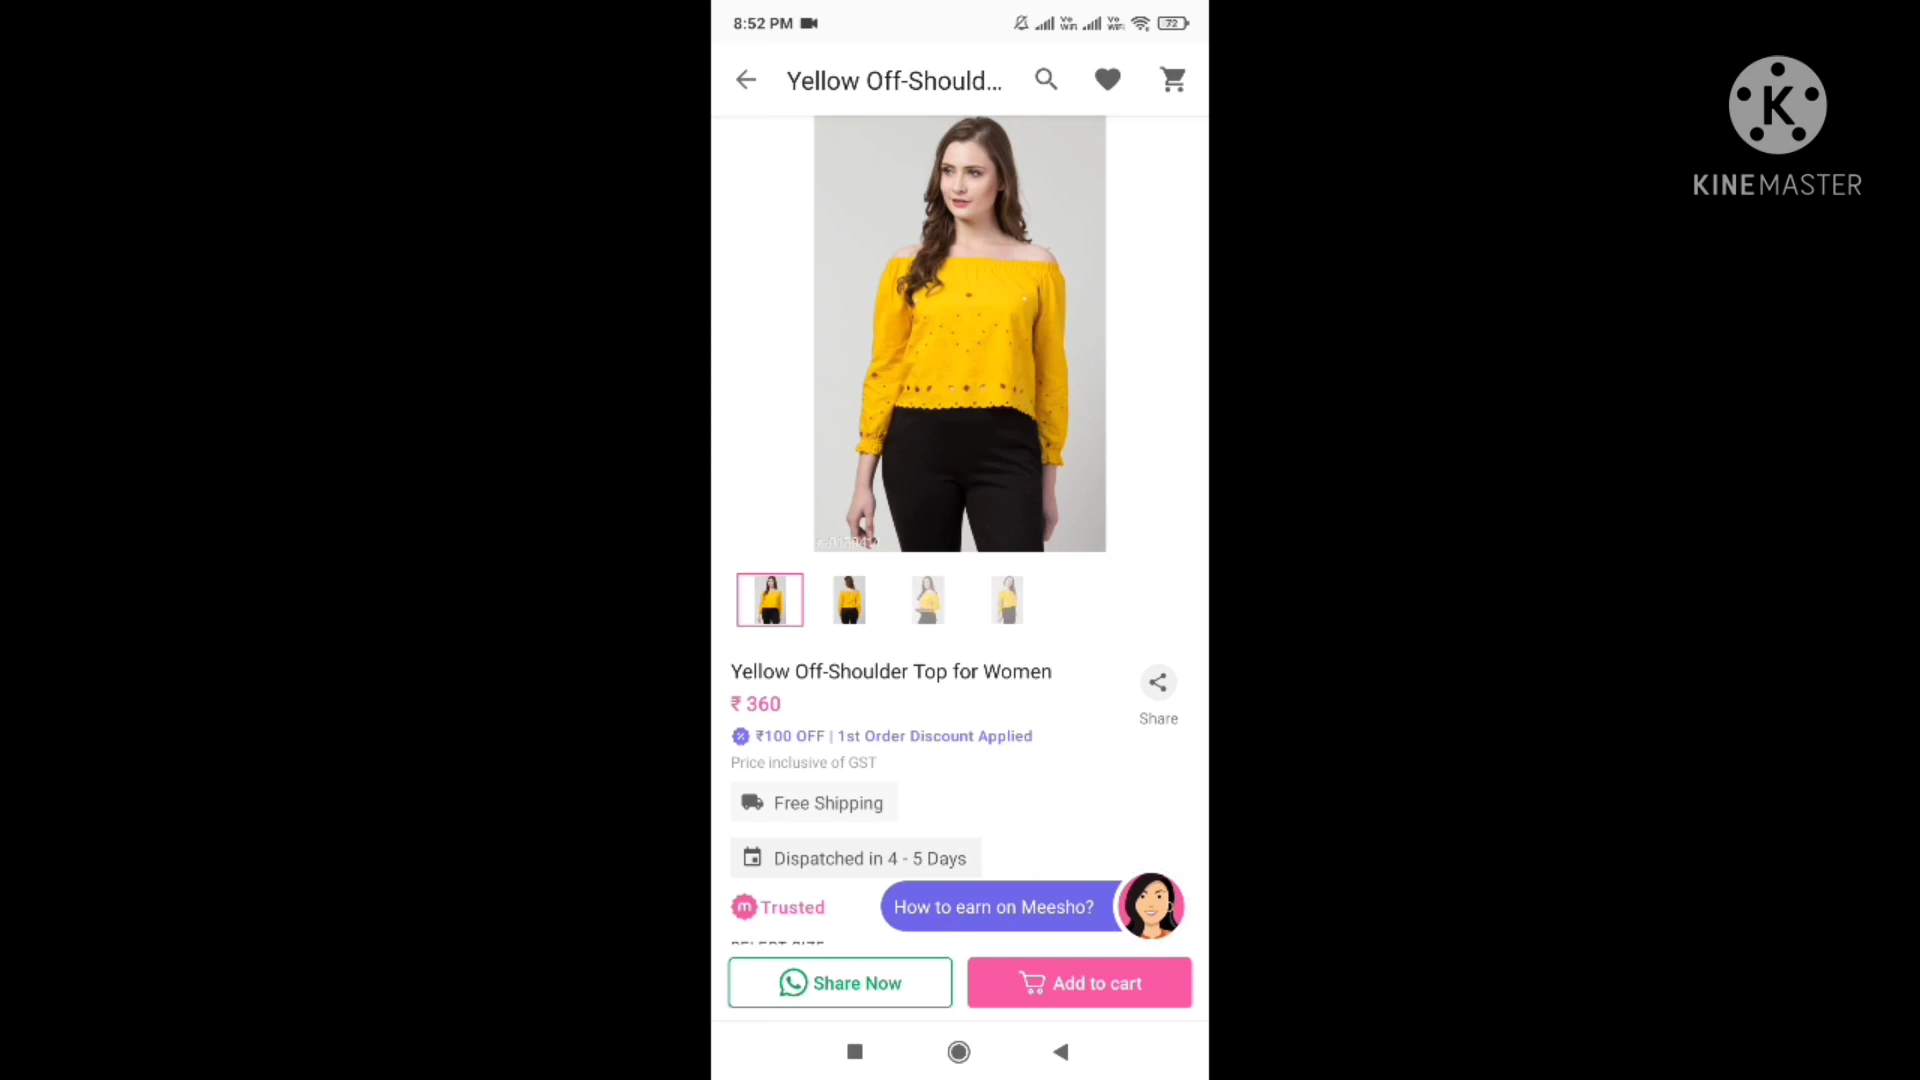 8:52 PM
72
Yellow Off-Should...
K
KINEMASTER
Yellow Off-Shoulder Top for Women
₹ 360
₹100 OFF | 1st Order Discount Applied
Price inclusive of GST
Share
Free Shipping
Dispatched in 4 - 5 Days
m Trusted
How to earn on Meesho?
Share Now
Add to cart